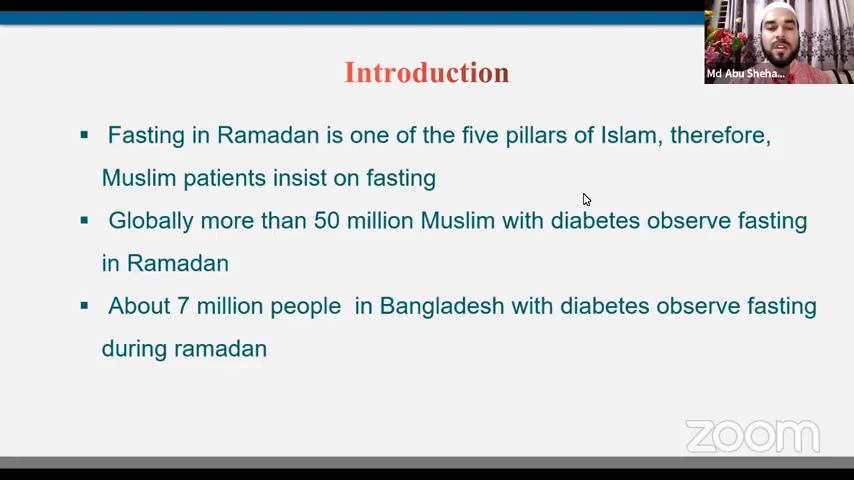 Introduction
Md Abu Sheha...
▪ Fasting in Ramadan is one of the five pillars of Islam, therefore,
Muslim patients insist on fasting
▪ Globally more than 50 million Muslim with diabetes observe fasting
in Ramadan
▪ About 7 million people in Bangladesh with diabetes observe fasting
during ramadan
zoom